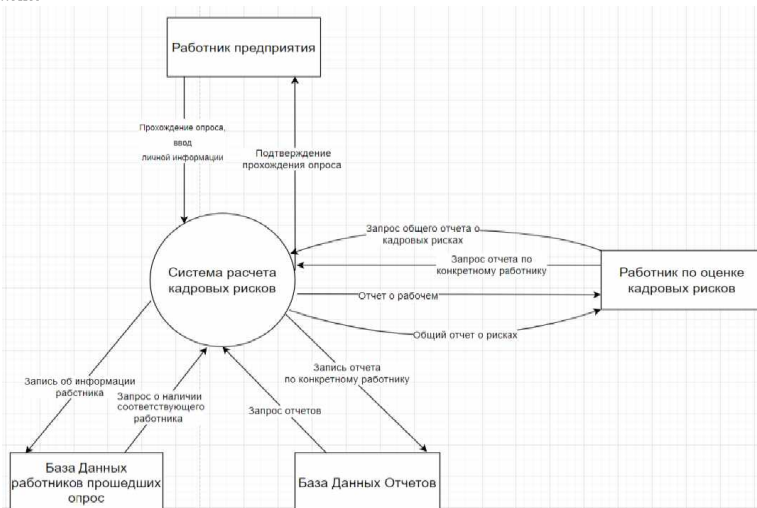 Работник предприятия
Прохождение опроса,
ввод
личной информации
Подтверждение
прохождения опроса
Запрос общего отчета о
кадровых рисках
Запрос отчета по
конкретному работнику
Система расчета
кадровых рисков
Работник по оценке
кадровых рисков
Отчет о рабочем
Общий отчет о рисках
Запись об информации
работника
Запрос о наличии
соответствующего
работника
Запрос отчетов
Запись отчета
по конкретному работнику
База Данных
работников прошедших
опрос
База Данных Отчетов